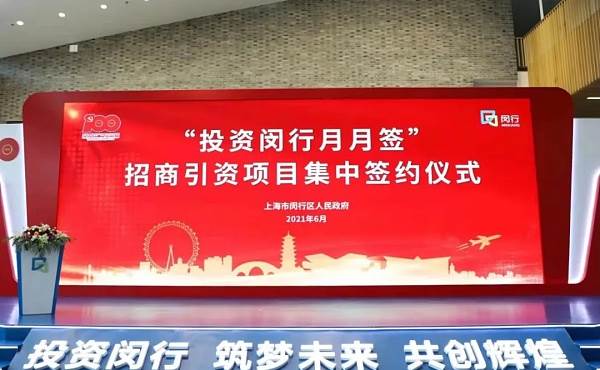 100
闵行
MINHANG
“投资闵行月月签”
招商引资项目集中签约仪式
上海市闵行区人民政府
2021年6月
投资闵行 筑梦未来 共创辉煌